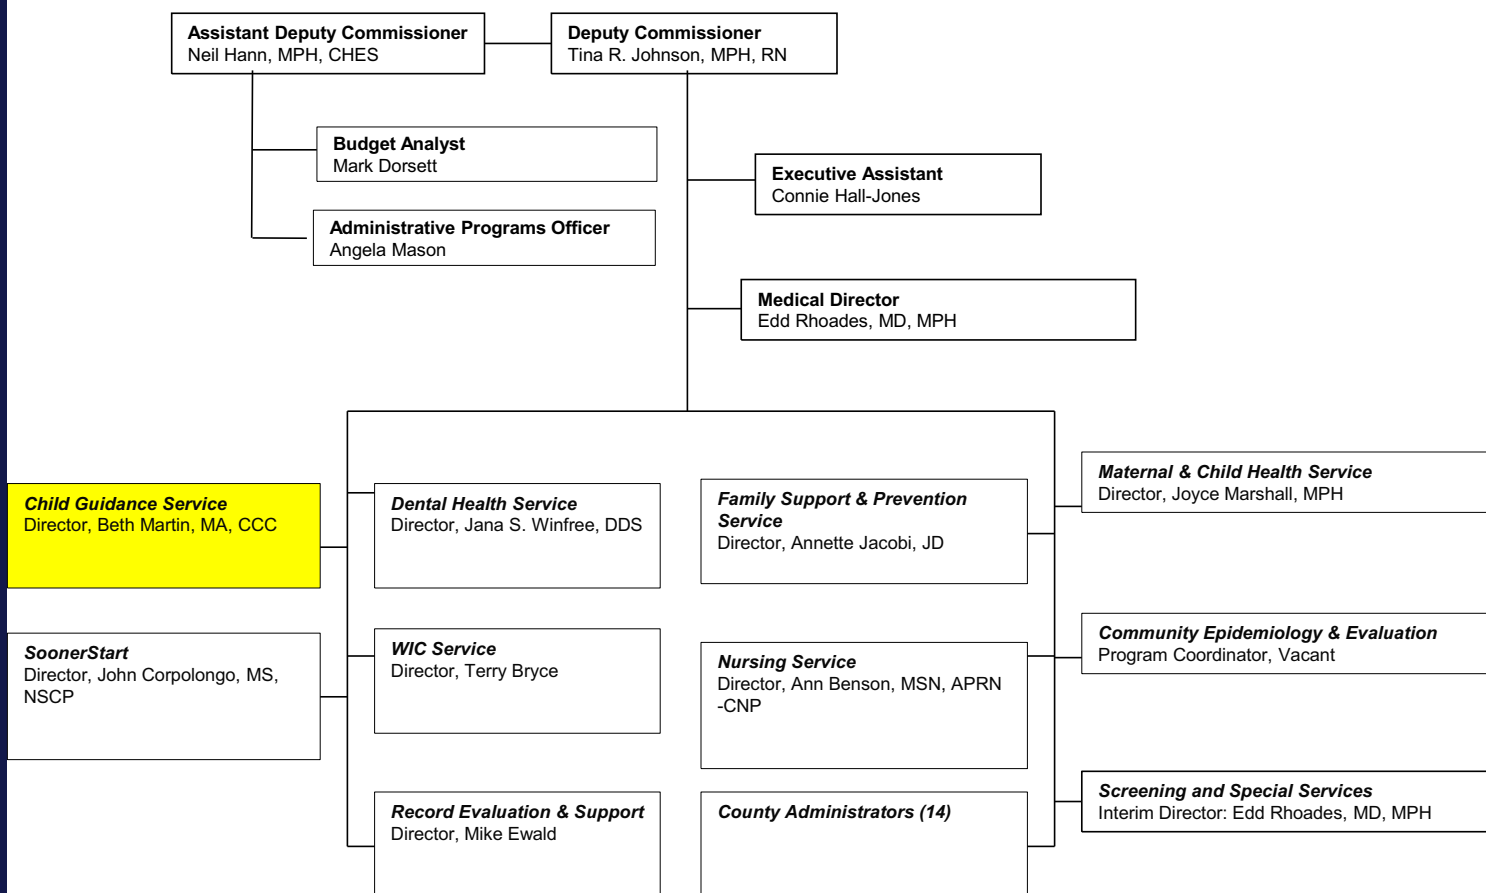 Assistant Deputy Commissioner
Neil Hann, MPH, CHES
Deputy Commissioner
Tina R. Johnson, MPH, RN
Budget Analyst
Mark Dorsett
Executive Assistant
Connie Hall-Jones
Administrative Programs Officer
Angela Mason
Medical Director
Edd Rhoades, MD, MPH
Child Guidance Service
Director, Beth Martin, MA, CCC
Dental Health Service
Director, Jana S. Winfree, DDS
Family Support & Prevention
Service
Director, Annette Jacobi, JD
Maternal & Child Health Service
Director, Joyce Marshall, MPH
SoonerStart
Director, John Corpolongo, MS,
NSCP
WIC Service
Director, Terry Bryce
Nursing Service
Director, Ann Benson, MSN, APRN
-CNP
Community Epidemiology & Evaluation
Program Coordinator, Vacant
Record Evaluation & Support
Director, Mike Ewald
County Administrators (14)
Screening and Special Services
Interim Director: Edd Rhoades, MD, MPH